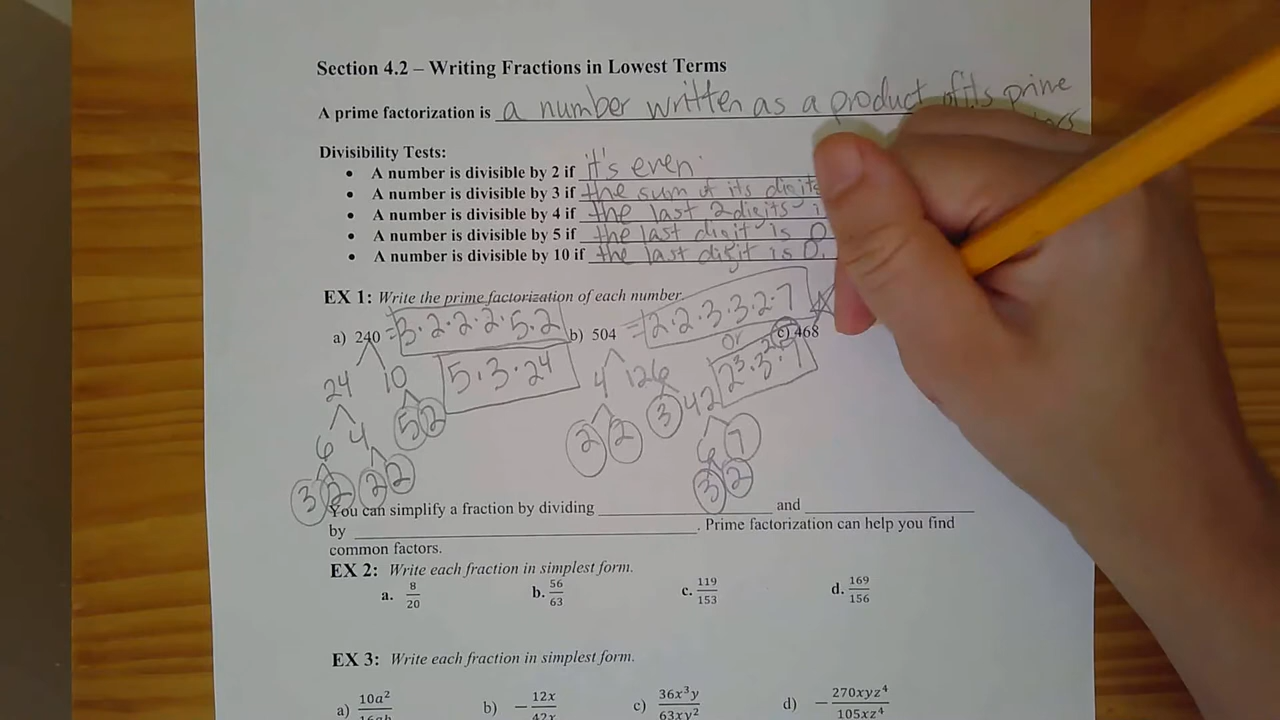 Section 4.2 – Writing Fractions in Lowest Terms
A prime factorization is a number written as a product of its prime
Divisibility Tests:
• A number is divisible by 2 if it's even.
• A number is divisible by 3 if the sum of its digits
• A number is divisible by 4 if the last 2 digits
• A number is divisible by 5 if the last digit is 0
• A number is divisible by 10 if the last digit is 0.
EX 1: Write the prime factorization of each number.
a) 240 = 3·2·2·2·5·2 b) 504 = 2·2·3·3·2·7 c) 468
or
5·3·2⁴ 2³·3²·7
24 10 4 126
6 4 5 2 2 2 3 42
3 2 2 2 6 7
3 2
You can simplify a fraction by dividing ____ and ____
by ____. Prime factorization can help you find
common factors.
EX 2: Write each fraction in simplest form.
a. 8/20 b. 56/63 c. 119/153 d. 169/156
EX 3: Write each fraction in simplest form.
a) 10a²/16ab b) −12x/42x c) 36x³y/63xy² d) −270xyz⁴/105xz⁴